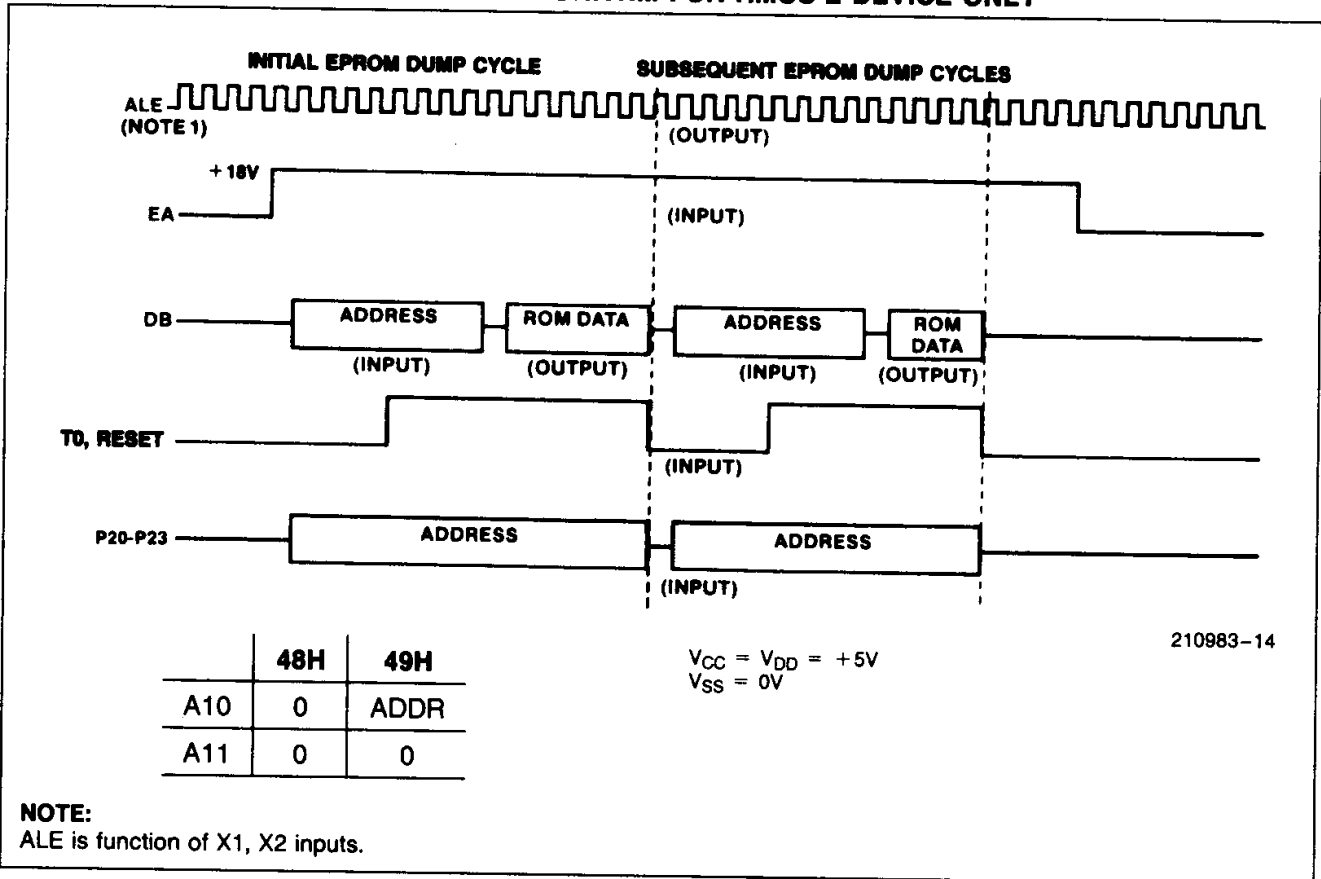 INITIAL EPROM DUMP CYCLE
SUBSEQUENT EPROM DUMP CYCLES
ALE
(NOTE 1)
(OUTPUT)
+18V
EA
(INPUT)
DB
ADDRESS
ROM DATA
ADDRESS
ROM
DATA
(INPUT)
(OUTPUT)
(INPUT)
(OUTPUT)
T0, RESET
(INPUT)
P20-P23
ADDRESS
ADDRESS
(INPUT)
210983-14
48H 49H
A10 0 ADDR
A11 0 0
VCC = VDD = +5V
VSS = 0V
NOTE:
ALE is function of X1, X2 inputs.